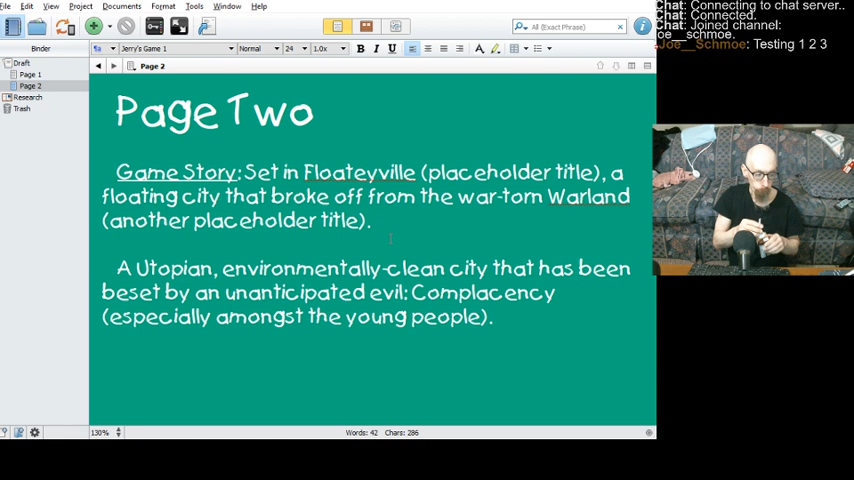 File Edit View Project Documents Format Tools Window Help
All (Exact Phrase)
Jerry's Game 1 Normal 24 1.0x B I U A
Binder
Draft
Page 1
Page 2
Research
Trash
Page 2
Page Two
Game Story: Set in Floateyville (placeholder title), a
floating city that broke off from the war-torn Warland
(another placeholder title).
A Utopian, environmentally-clean city that has been
beset by an unanticipated evil: Complacency
(especially amongst the young people).
130% Words: 42 Chars: 286
Chat: Connecting to chat server..
Chat: Connected.
Chat: Joined channel:
joe__schmoe.
Joe__Schmoe: Testing 1 2 3